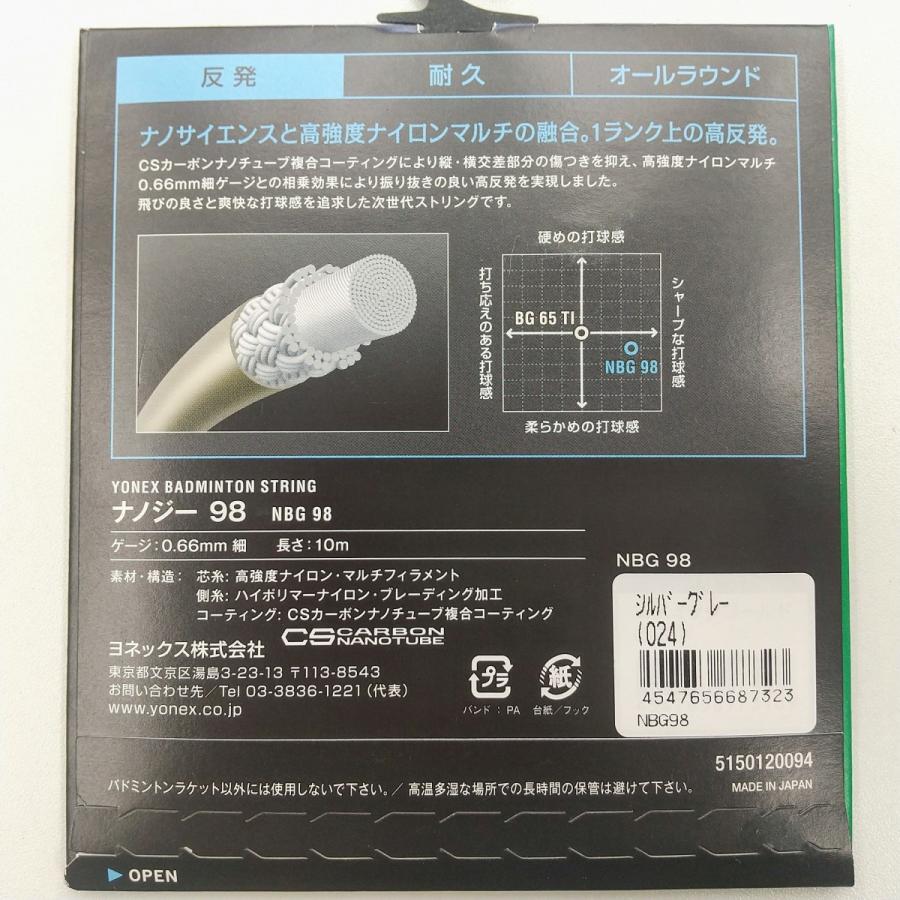 反発
耐久
オールラウンド
ナノサイエンスと高強度ナイロンマルチの融合。1ランク上の高反発。
CSカーボンナノチューブ複合コーティングにより縦・横交差部分の傷つきを抑え、高強度ナイロンマルチ
0.66mm細ゲージとの相乗効果により振り抜きの良い高反発を実現しました。
飛びの良さと爽快な打球感を追求した次世代ストリングです。
硬めの打球感
打ち応えのある打球感
シャープな打球感
BG 65 TI
NBG 98
柔らかめの打球感
YONEX BADMINTON STRING
ナノジー 98 NBG 98
ゲージ:0.66mm 細 長さ:10m
素材・構造: 芯糸: 高強度ナイロン・マルチフィラメント
側糸: ハイポリマーナイロン・ブレーディング加工
コーティング: CSカーボンナノチューブ複合コーティング
CS CARBON NANOTUBE
ヨネックス株式会社
東京都文京区湯島3-23-13 〒113-8543
お問い合わせ先/Tel 03-3836-1221(代表)
www.yonex.co.jp
プラ
紙
バンド : PA
台紙/フック
NBG 98
シルバーグレー
(024)
4547656687323
NBG98
5150120094
バドミントンラケット以外には使用しないで下さい。/ 高温多湿な場所での長時間の保管は避けて下さい。
MADE IN JAPAN
OPEN